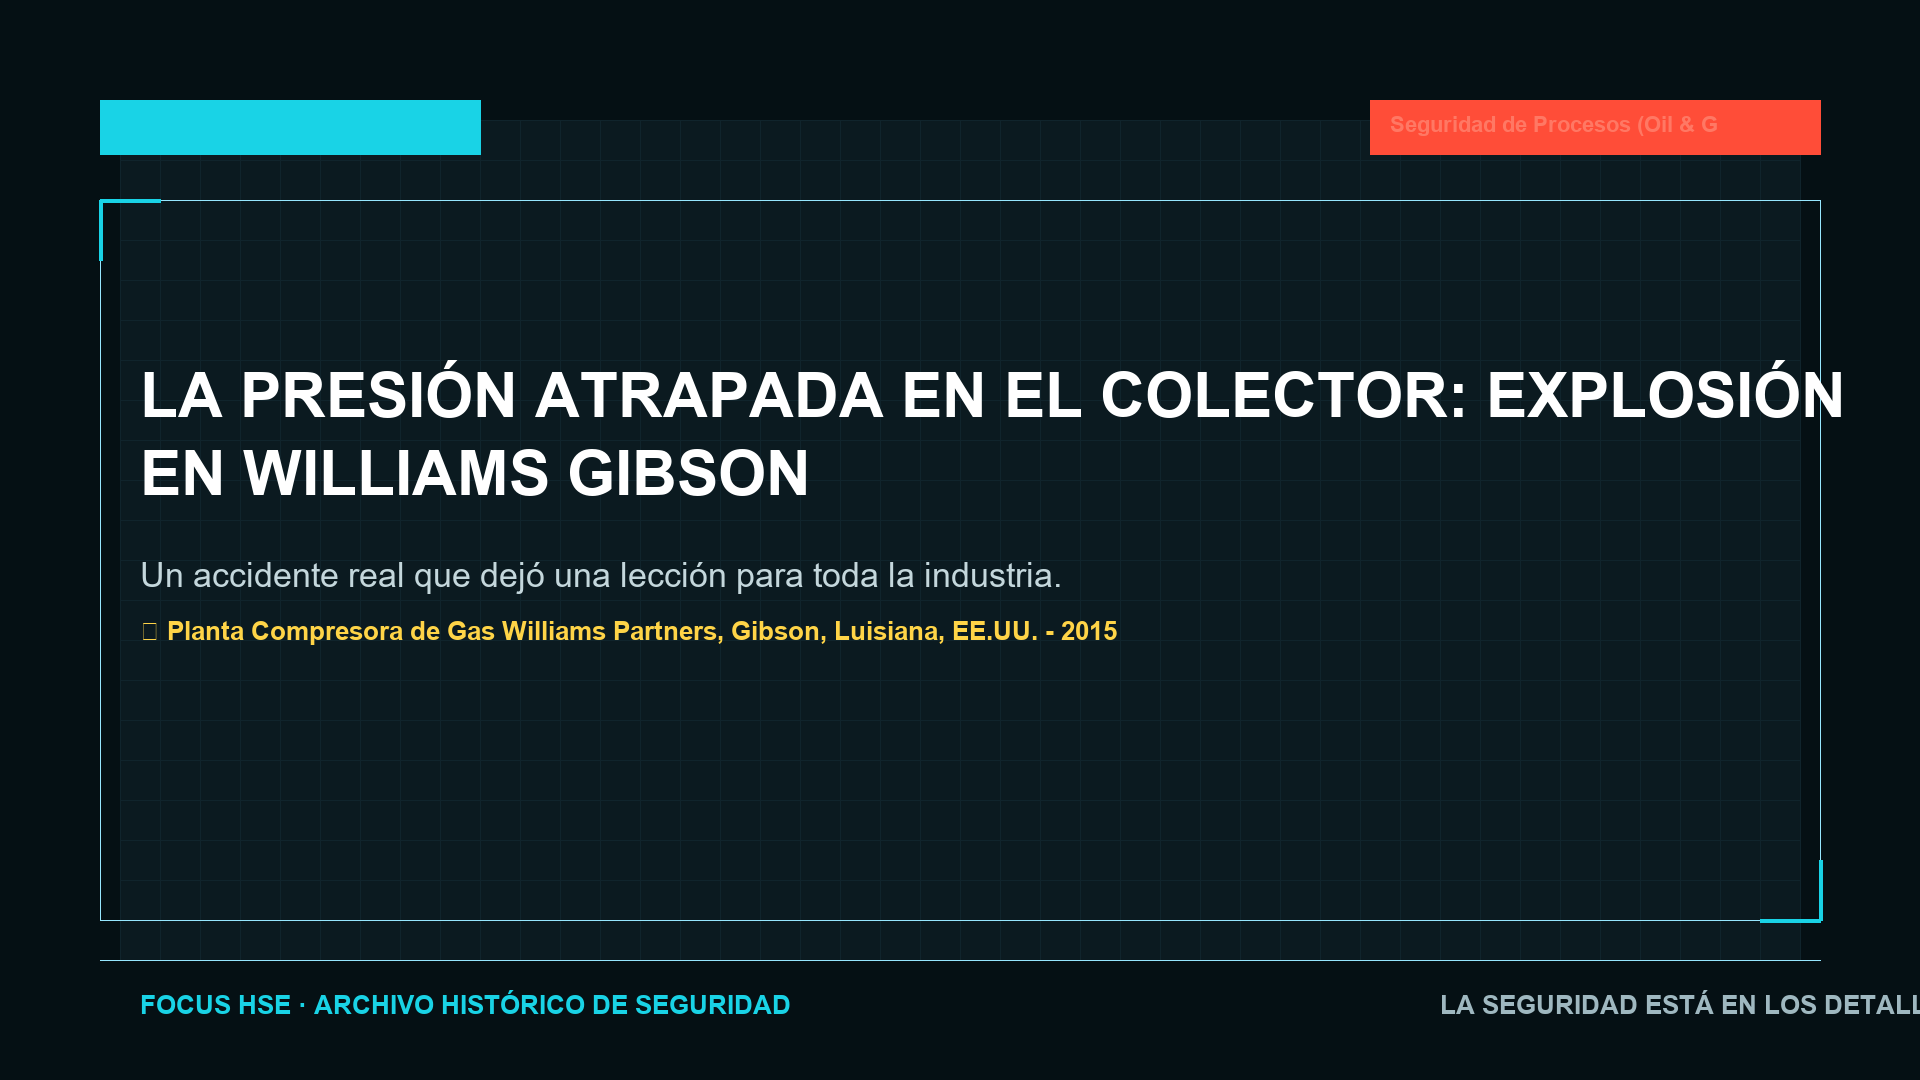 Seguridad de Procesos (Oil & G
LA PRESIÓN ATRAPADA EN EL COLECTOR: EXPLOSIÓN
EN WILLIAMS GIBSON
Un accidente real que dejó una lección para toda la industria.
Planta Compresora de Gas Williams Partners, Gibson, Luisiana, EE.UU. - 2015
FOCUS HSE · ARCHIVO HISTÓRICO DE SEGURIDAD
LA SEGURIDAD ESTÁ EN LOS DETALL